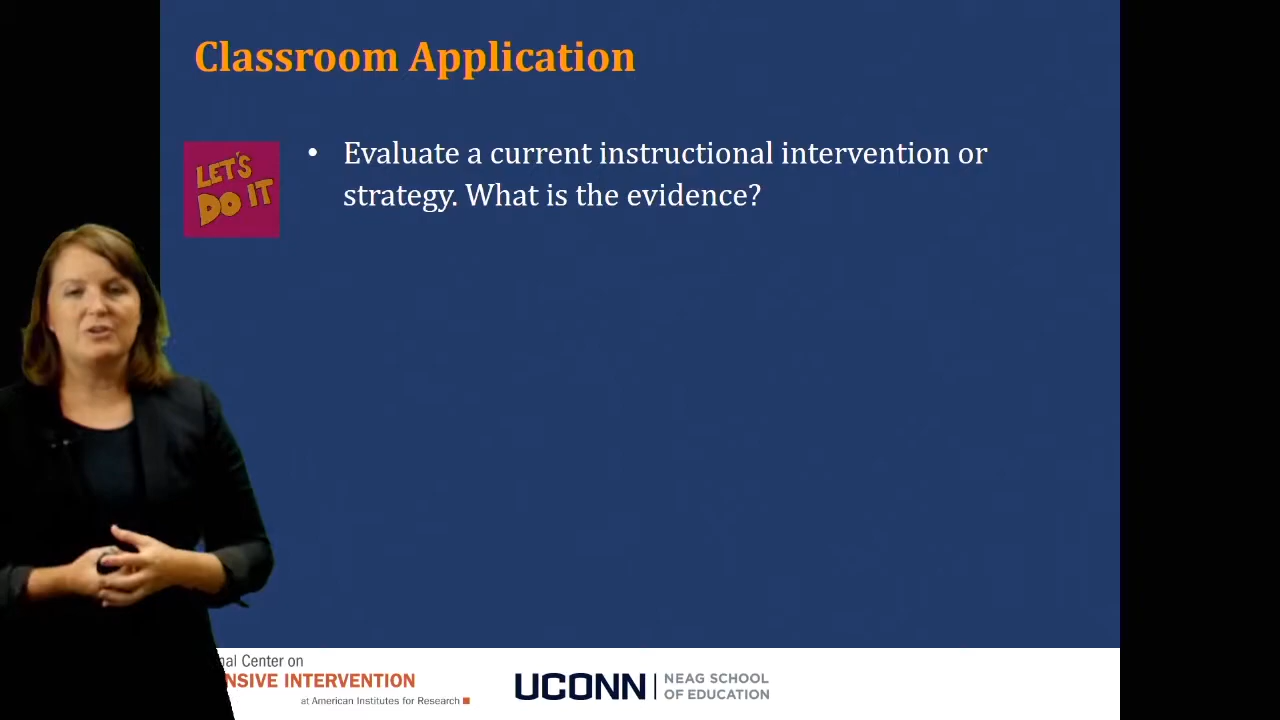 Classroom Application
LET'S
DO IT
• Evaluate a current instructional intervention or
strategy. What is the evidence?
nal Center on
NSIVE INTERVENTION
at American Institutes for Research
UCONN
NEAG SCHOOL
OF EDUCATION